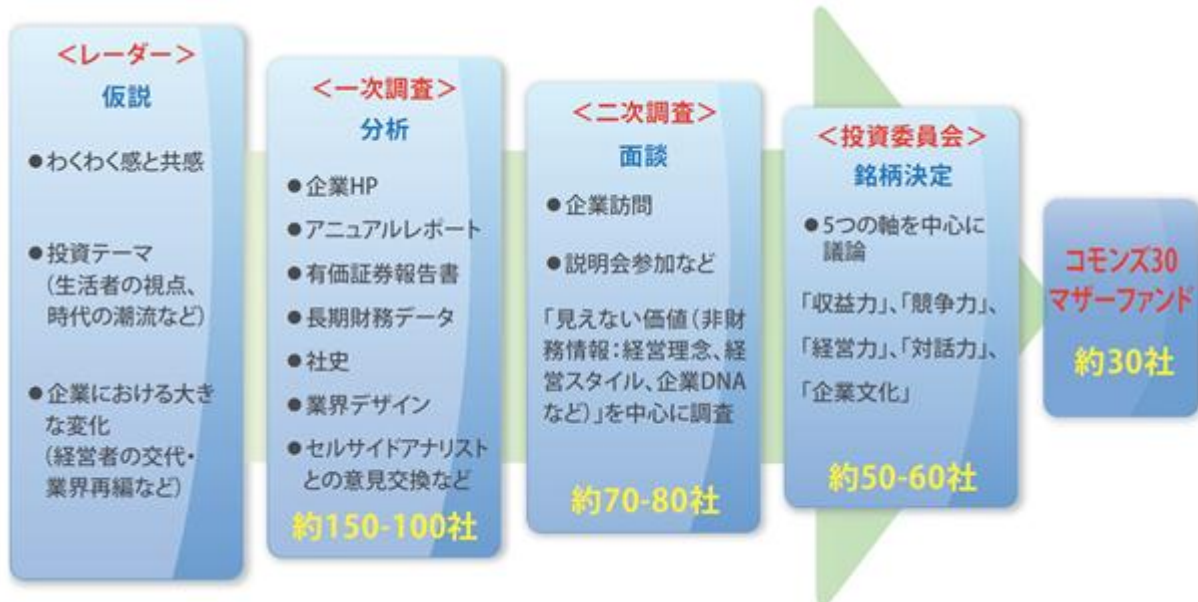 ＜レーダー＞
仮説
●わくわく感と共感
●投資テーマ
(生活者の視点、
時代の潮流など)
●企業における大き
な変化
(経営者の交代・
業界再編など)
＜一次調査＞
分析
●企業HP
●アニュアルレポート
●有価証券報告書
●長期財務データ
●社史
●業界デザイン
●セルサイドアナリスト
との意見交換など
約150-100社
＜二次調査＞
面談
●企業訪問
●説明会参加など
「見えない価値(非財
務情報:経営理念、経
営スタイル、企業DNA
など)」を中心に調査
約70-80社
＜投資委員会＞
銘柄決定
●5つの軸を中心に
議論
「収益力」、「競争力」、
「経営力」、「対話力」、
「企業文化」
約50-60社
コモンズ30
マザーファンド
約30社